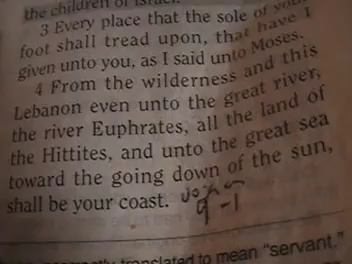 the children of Israel.
3 Every place that the sole of your
foot shall tread upon, that have I
given unto you, as I said unto Moses.
4 From the wilderness and this
Lebanon even unto the great river,
the river Euphrates, all the land of
the Hittites, and unto the great sea
toward the going down of the sun,
shall be your coast.
9-1
translated to mean "servant."